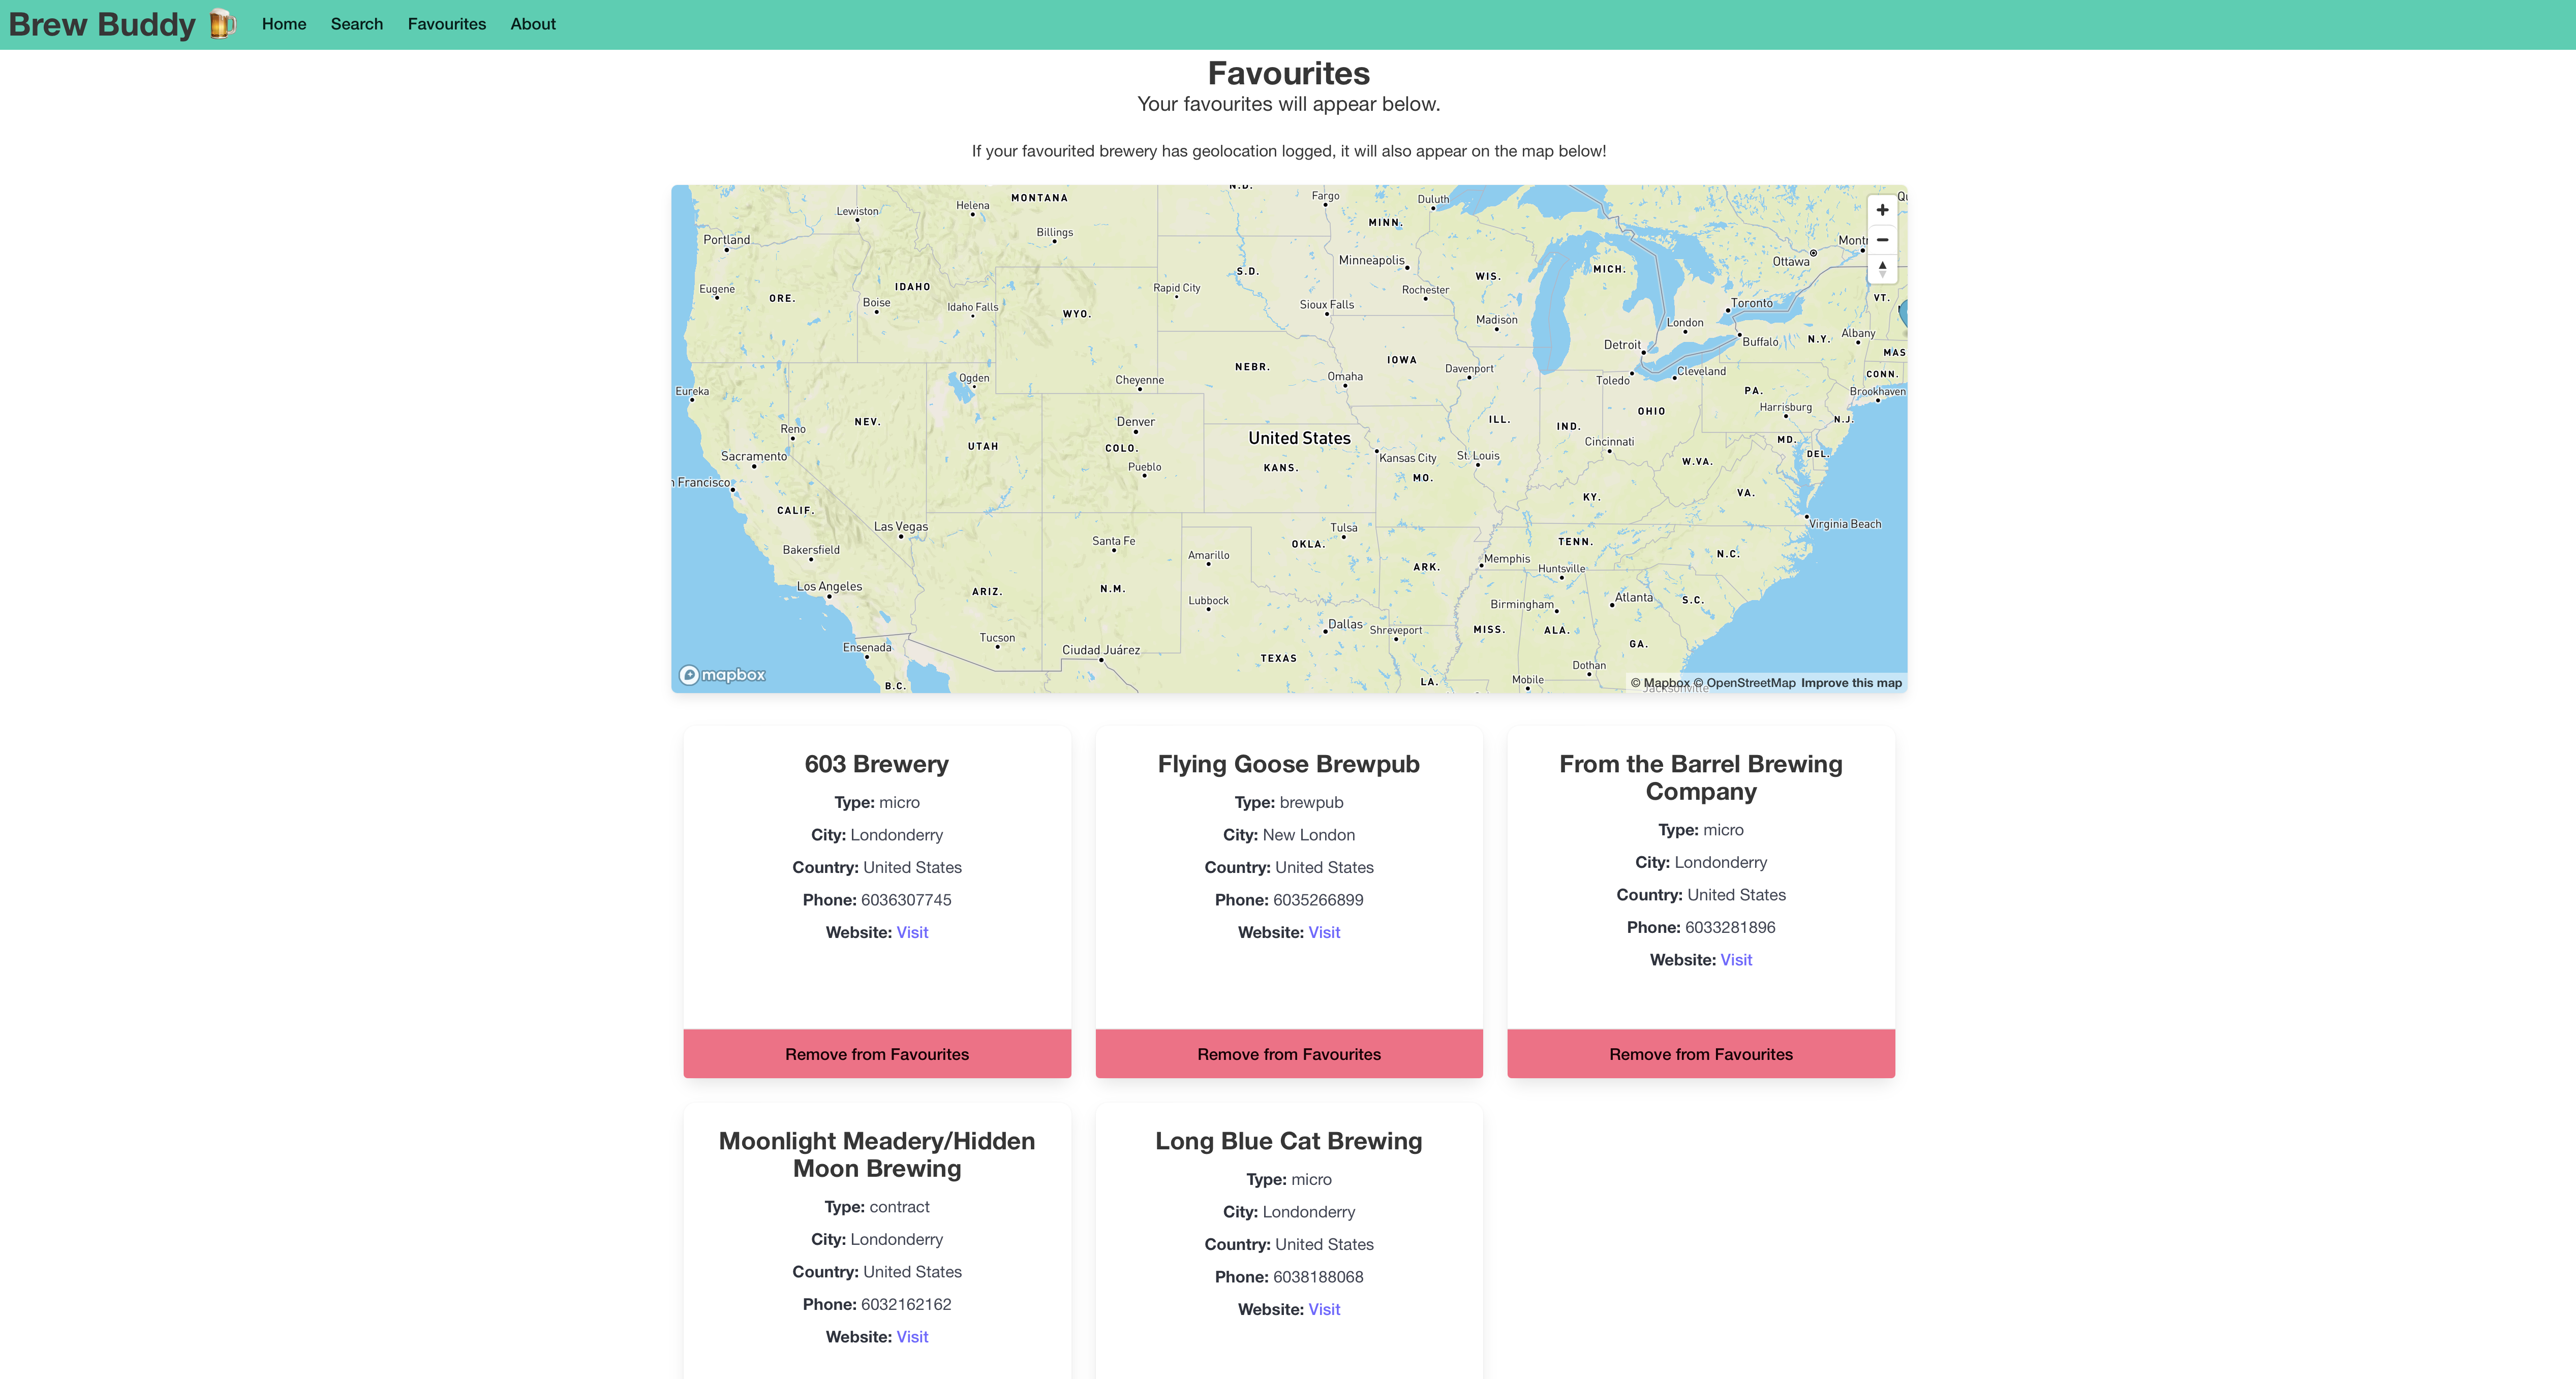 Brew Buddy 🍺 Home Search Favourites About
Favourites
Your favourites will appear below.
If your favourited brewery has geolocation logged, it will also appear on the map below!
N.D.
MONTANA
Fargo
Duluth
Helena
Lewiston
MINN.
Billings
Portland
Montr
Ottawa
Minneapolis
MICH.
S.D.
WIS.
IDAHO
Rapid City
Eugene
Rochester
ORE.
VT.
Boise
Toronto
Idaho Falls
Sioux Falls
WYO.
Madison
London
Albany
N.Y.
Buffalo
Detroit
MAS
IOWA
NEBR.
Davenport
Cleveland
CONN.
Omaha
Ogden
Cheyenne
Toledo
Eureka
PA.
Brookhaven
Harrisburg
OHIO
ILL.
N.J.
NEV.
Denver
IND.
Reno
United States
MD.
Cincinnati
UTAH
COLO.
DEL.
Sacramento
St. Louis
Kansas City
W.VA.
Pueblo
KANS.
MO.
n Francisco
VA.
KY.
CALIF.
Virginia Beach
Las Vegas
Tulsa
Santa Fe
TENN.
OKLA.
Bakersfield
N.C.
Amarillo
Memphis
ARK.
Huntsville
Los Angeles
N.M.
ARIZ.
Atlanta
S.C.
Lubbock
Birmingham
Dallas
MISS.
ALA.
Shreveport
Tucson
GA.
Ensenada
Ciudad Juárez
TEXAS
Dothan
mapbox
Mobile
LA.
B.C.
© Mapbox © OpenStreetMap Improve this map
Jacksonville
603 Brewery
Type: micro
City: Londonderry
Country: United States
Phone: 6036307745
Website: Visit
Remove from Favourites
Flying Goose Brewpub
Type: brewpub
City: New London
Country: United States
Phone: 6035266899
Website: Visit
Remove from Favourites
From the Barrel Brewing
Company
Type: micro
City: Londonderry
Country: United States
Phone: 6033281896
Website: Visit
Remove from Favourites
Moonlight Meadery/Hidden
Moon Brewing
Type: contract
City: Londonderry
Country: United States
Phone: 6032162162
Website: Visit
Long Blue Cat Brewing
Type: micro
City: Londonderry
Country: United States
Phone: 6038188068
Website: Visit